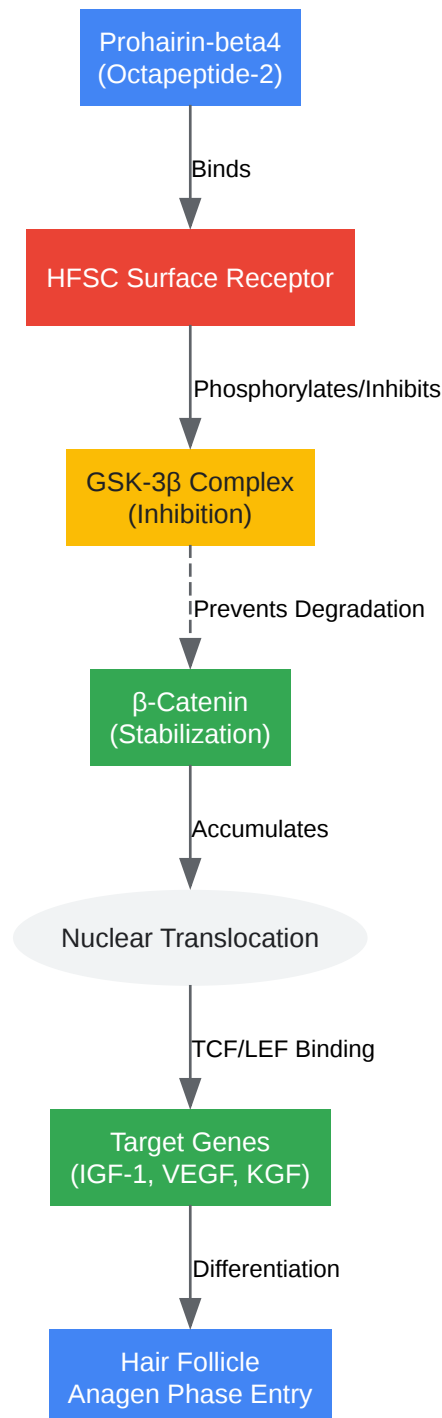 Prohairin-beta4
(Octapeptide-2)
Binds
HFSC Surface Receptor
Phosphorylates/Inhibits
GSK-3β Complex
(Inhibition)
Prevents Degradation
β-Catenin
(Stabilization)
Accumulates
Nuclear Translocation
TCF/LEF Binding
Target Genes
(IGF-1, VEGF, KGF)
Differentiation
Hair Follicle
Anagen Phase Entry